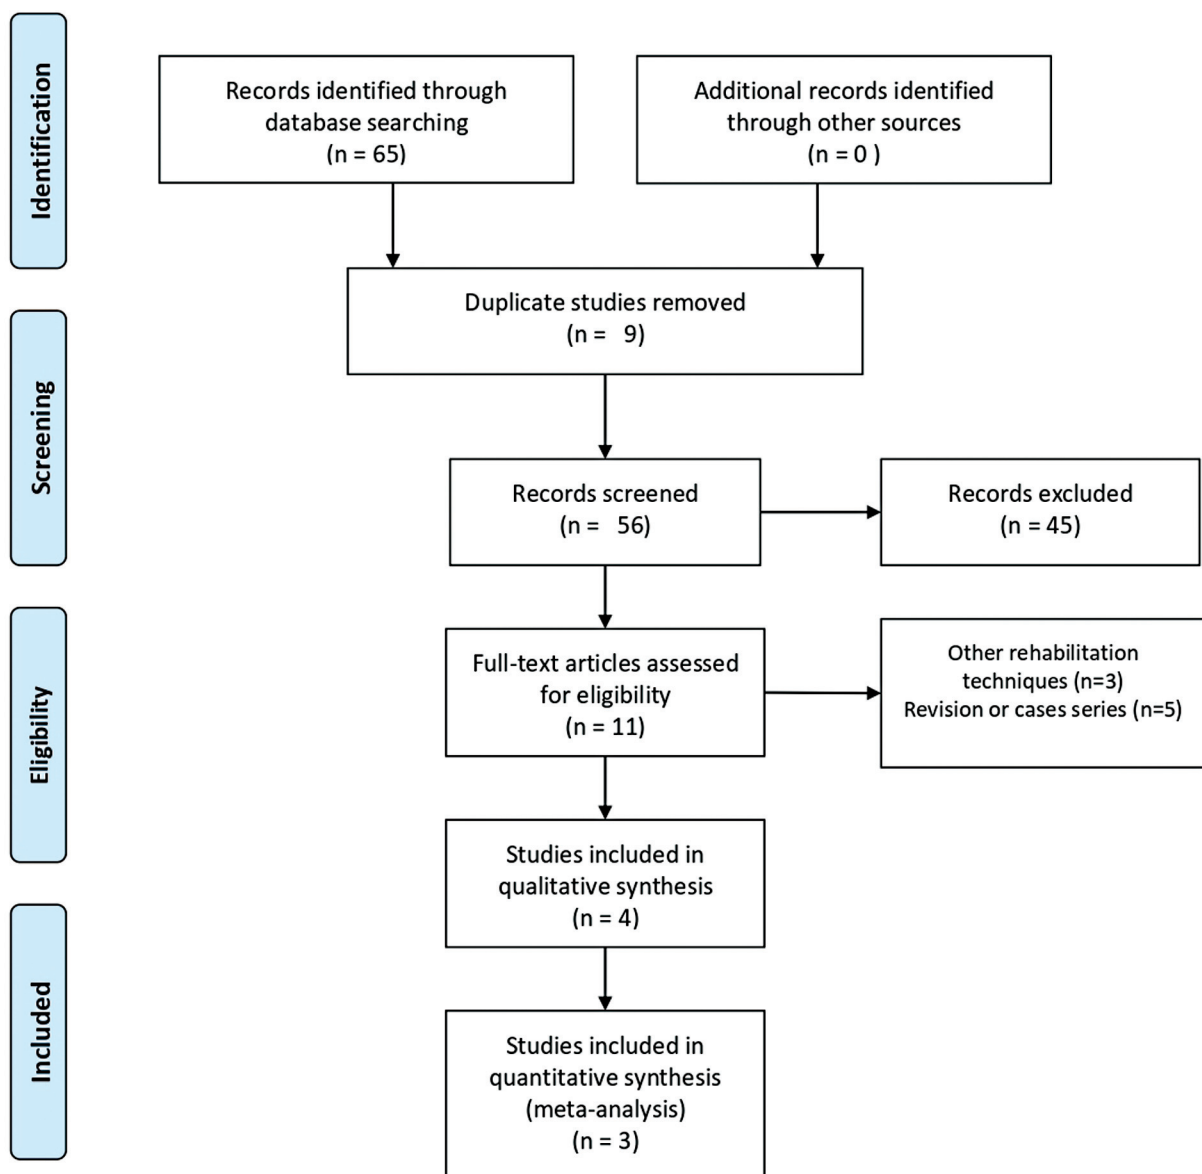 Identification
Records identified through
database searching
(n = 65)
Additional records identified
through other sources
(n = 0 )
Duplicate studies removed
(n =   9)
Screening
Records screened
(n =   56)
Records excluded
(n = 45)
Eligibility
Full-text articles assessed
for eligibility
(n = 11)
Other rehabilitation
techniques (n=3)
Revision or cases series (n=5)
Studies included in
qualitative synthesis
(n = 4)
Included
Studies included in
quantitative synthesis
(meta-analysis)
(n = 3)